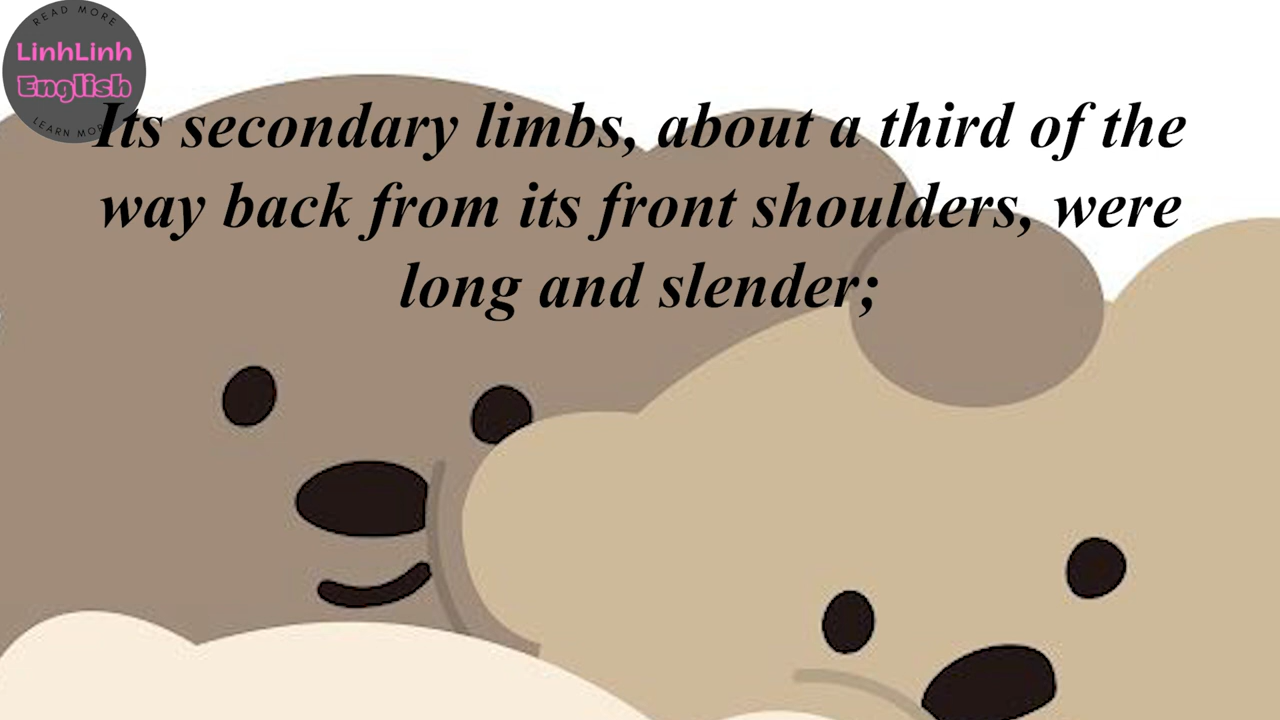 READ MORE
LinhLinh
English
LEARN MORE
Its secondary limbs, about a third of the
way back from its front shoulders, were
long and slender;